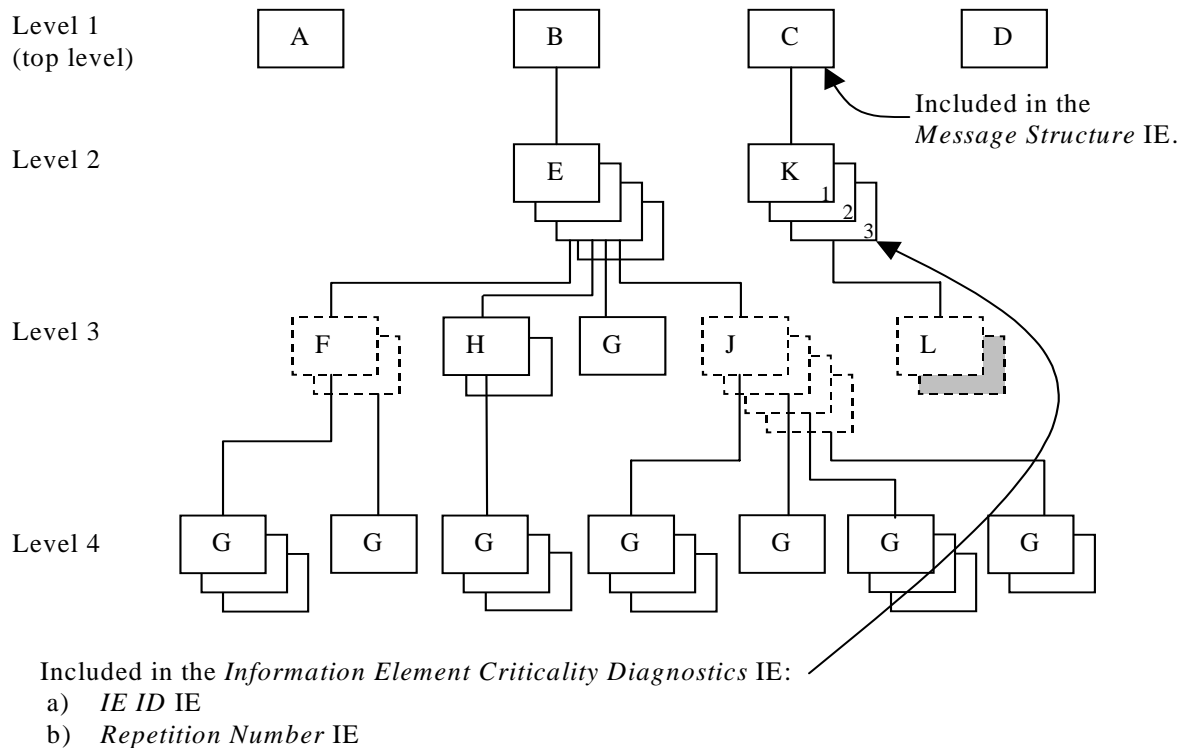 Level 1
(top level)
A
B
C
D
Included in the
Message Structure IE.
Level 2
E
K
1
2
3
Level 3
F
H
G
J
L
Level 4
G
G
G
G
G
G
G
Included in the Information Element Criticality Diagnostics IE:
a) IE ID IE
b) Repetition Number IE